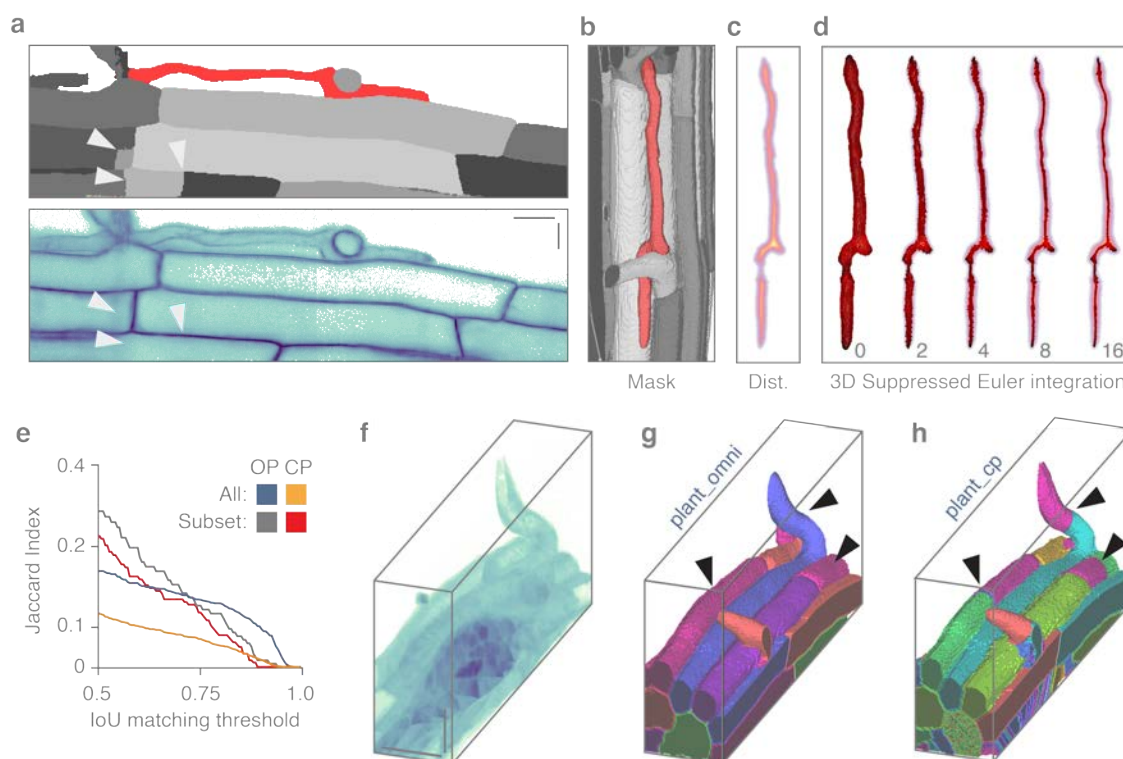 a
b
c
d
Mask
Dist.
0 2 4 8 16
3D Suppressed Euler integration
e
f
g
h
0.4
0.2
0.1
0
Jaccard Index
OP CP
All:
Subset:
0.5 0.75 1.0
IoU matching threshold
plant_omni
plant_cp